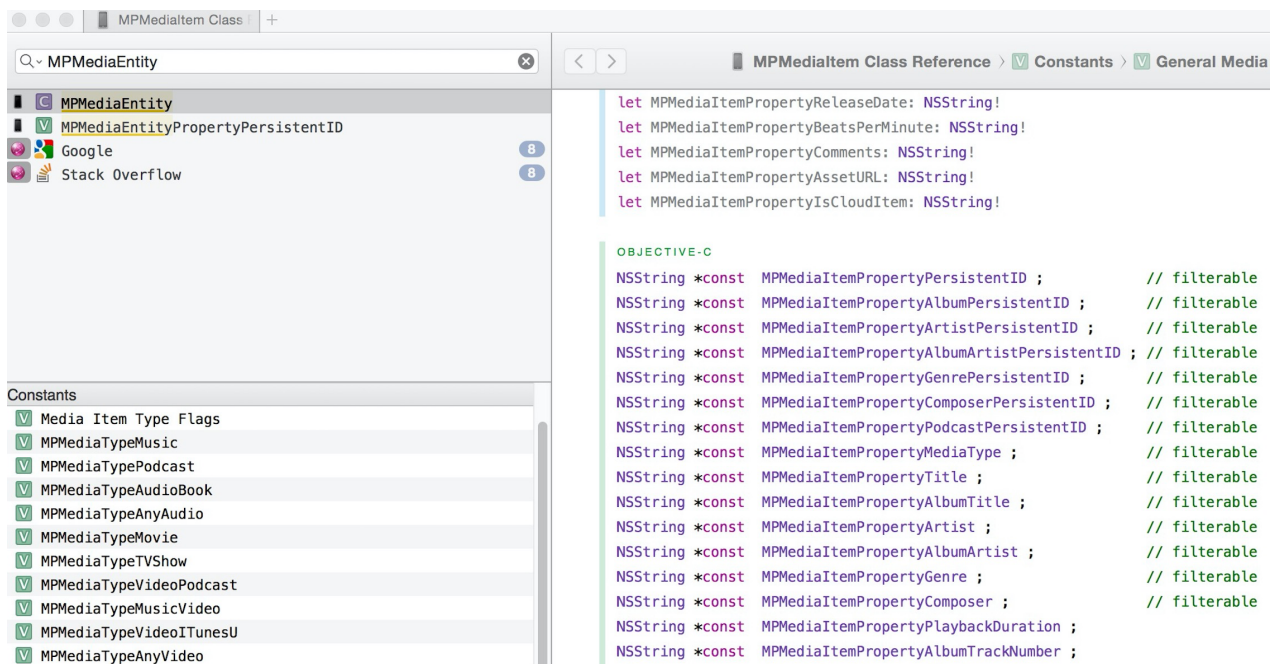 MPMediaItem Class
MPMediaEntity
MPMediaEntity
MPMediaEntityPropertyPersistentID
Google 8
Stack Overflow 8
Constants
V Media Item Type Flags
V MPMediaTypeMusic
V MPMediaTypePodcast
V MPMediaTypeAudioBook
V MPMediaTypeAnyAudio
V MPMediaTypeMovie
V MPMediaTypeTVShow
V MPMediaTypeVideoPodcast
V MPMediaTypeMusicVideo
V MPMediaTypeVideoITunesU
V MPMediaTypeAnyVideo
MPMediaItem Class Reference > V Constants > V General Media
let MPMediaItemPropertyReleaseDate: NSString!
let MPMediaItemPropertyBeatsPerMinute: NSString!
let MPMediaItemPropertyComments: NSString!
let MPMediaItemPropertyAssetURL: NSString!
let MPMediaItemPropertyIsCloudItem: NSString!
OBJECTIVE-C
NSString *const MPMediaItemPropertyPersistentID ; // filterable
NSString *const MPMediaItemPropertyAlbumPersistentID ; // filterable
NSString *const MPMediaItemPropertyArtistPersistentID ; // filterable
NSString *const MPMediaItemPropertyAlbumArtistPersistentID ; // filterable
NSString *const MPMediaItemPropertyGenrePersistentID ; // filterable
NSString *const MPMediaItemPropertyComposerPersistentID ; // filterable
NSString *const MPMediaItemPropertyPodcastPersistentID ; // filterable
NSString *const MPMediaItemPropertyMediaType ; // filterable
NSString *const MPMediaItemPropertyTitle ; // filterable
NSString *const MPMediaItemPropertyAlbumTitle ; // filterable
NSString *const MPMediaItemPropertyArtist ; // filterable
NSString *const MPMediaItemPropertyAlbumArtist ; // filterable
NSString *const MPMediaItemPropertyGenre ; // filterable
NSString *const MPMediaItemPropertyComposer ; // filterable
NSString *const MPMediaItemPropertyPlaybackDuration ;
NSString *const MPMediaItemPropertyAlbumTrackNumber ;